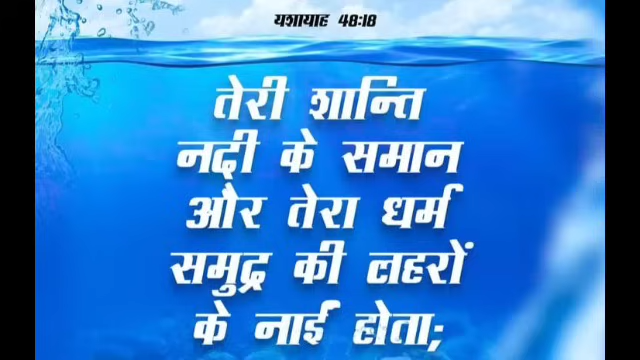 यशायाह 48:18
तेरी शान्ति
नदी के समान
और तेरा धर्म
समुद्र की लहरों
के नाई होता;